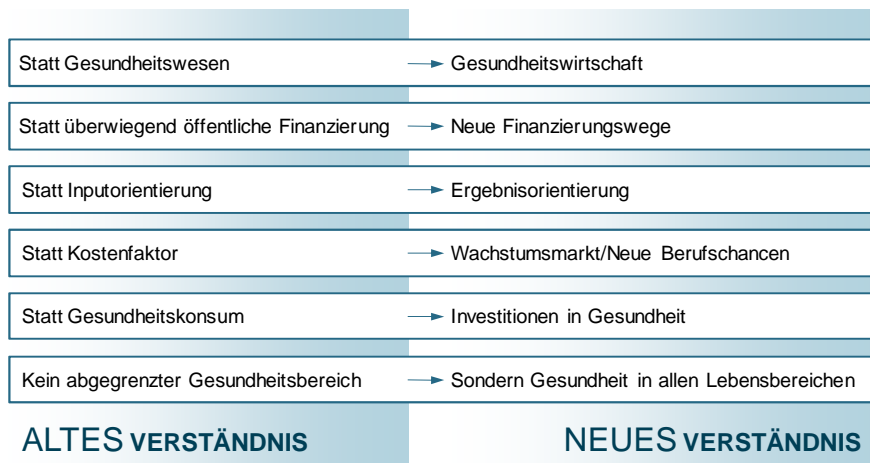 Statt Gesundheitswesen → Gesundheitswirtschaft
Statt überwiegend öffentliche Finanzierung → Neue Finanzierungswege
Statt Inputorientierung → Ergebnisorientierung
Statt Kostenfaktor → Wachstumsmarkt/Neue Berufschancen
Statt Gesundheitskonsum → Investitionen in Gesundheit
Kein abgegrenzter Gesundheitsbereich → Sondern Gesundheit in allen Lebensbereichen
ALTES VERSTÄNDNIS NEUES VERSTÄNDNIS